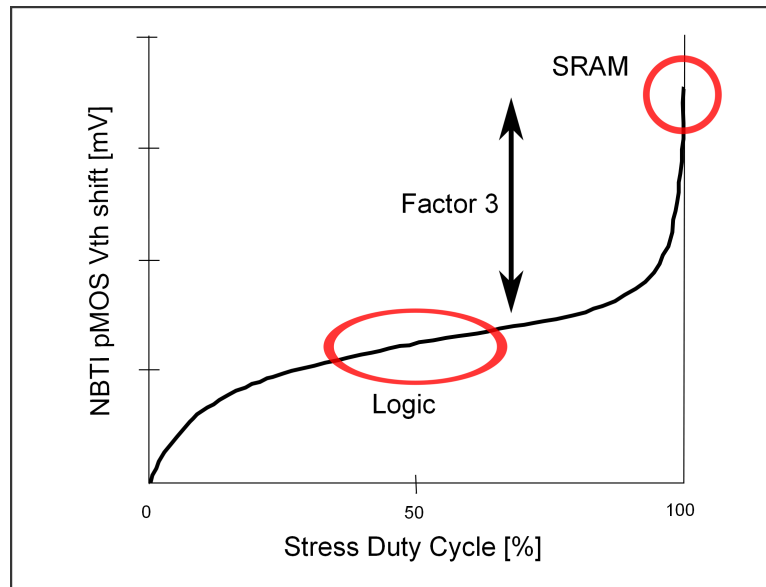 SRAM
Factor 3
Logic
NBTI pMOS Vth shift [mV]
0
50
100
Stress Duty Cycle [%]